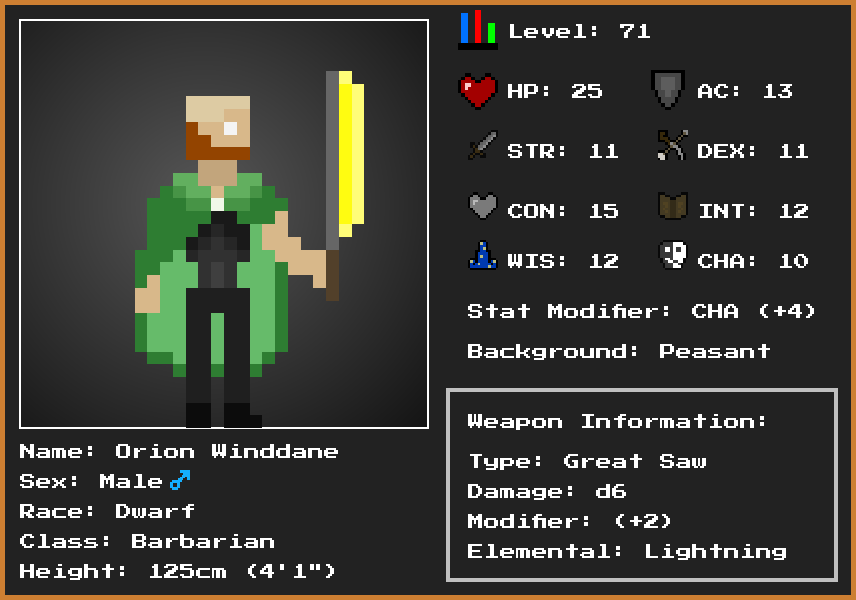 Level: 71
HP: 25 AC: 13
STR: 11 DEX: 11
CON: 15 INT: 12
WIS: 12 CHA: 10
Stat Modifier: CHA (+4)
Background: Peasant
Name: Orion Winddane
Sex: Male♂
Race: Dwarf
Class: Barbarian
Height: 125cm (4'1")
Weapon Information:
Type: Great Saw
Damage: d6
Modifier: (+2)
Elemental: Lightning